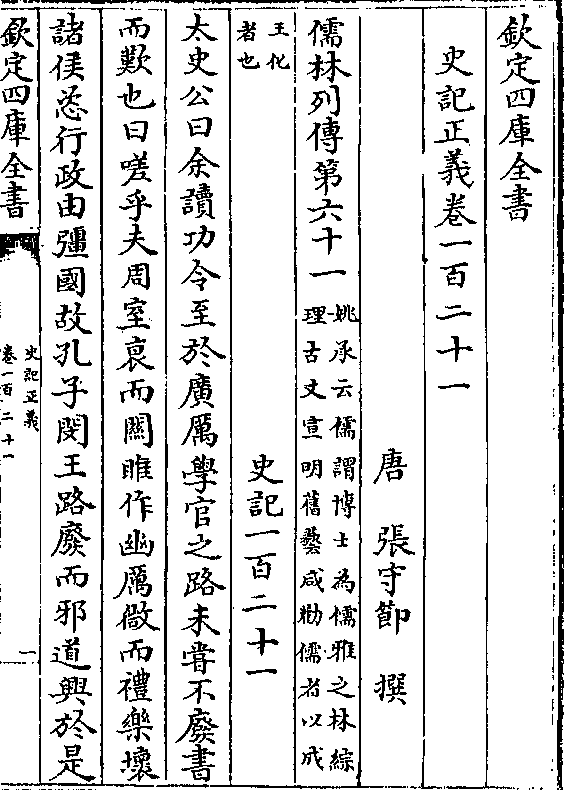 欽定四庫全書
史記正義卷一百二十一
唐 張守節 撰
儒林列傳第六十一
姚承云儒謂博士為儒雅之林綜
理古文宣明舊藝咸勸儒者以成
王化
者也
史記一百二十一
太史公曰余讀功令至於廣厲學官之路未嘗不廢書
而歎也曰嗟乎夫周室衰而關雎作幽厲微而禮樂壞
諸侯恣行政由彊國故孔子閔王路廢而邪道興於是
欽定四庫全書
史記正義
卷一百二十一
一